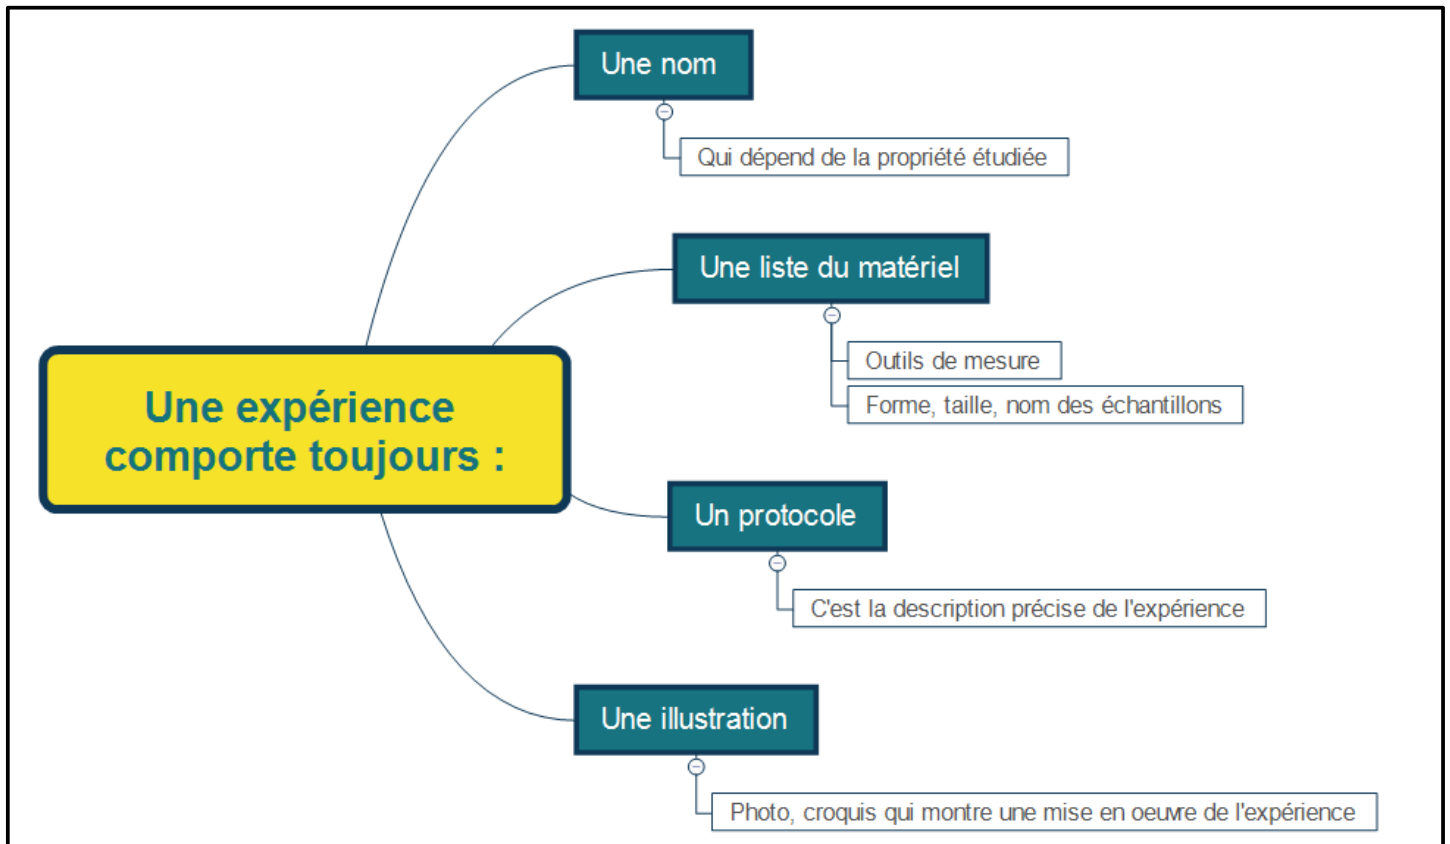 Une nom
Qui dépend de la propriété étudiée
Une liste du matériel
Outils de mesure
Forme, taille, nom des échantillons
Une expérience
comporte toujours :
Un protocole
C'est la description précise de l'expérience
Une illustration
Photo, croquis qui montre une mise en oeuvre de l'expérience